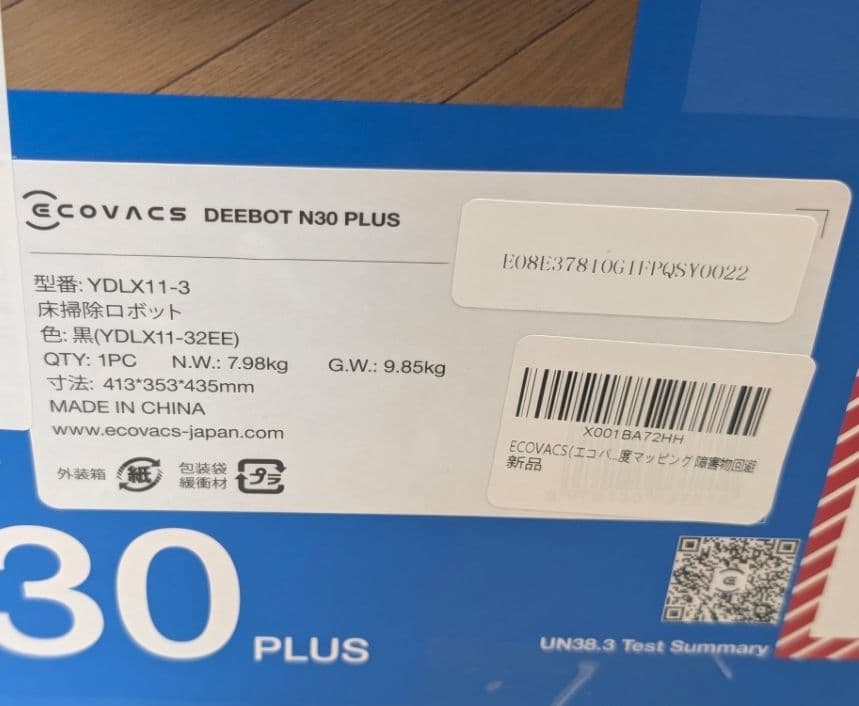 ECOVACS DEEBOT N30 PLUS
E08E37810G1FPQSY0022
型番: YDLX11-3
床掃除ロボット
色: 黒(YDLX11-32EE)
QTY: 1PC N.W.: 7.98kg G.W.: 9.85kg
寸法: 413*353*435mm
MADE IN CHINA
www.ecovacs-japan.com
外装箱 紙 包装袋 緩衝材 プラ
X001BA72HH
ECOVACS(エコバ...度マッピング 障害物回避
新品
30 PLUS
UN38.3 Test Summary